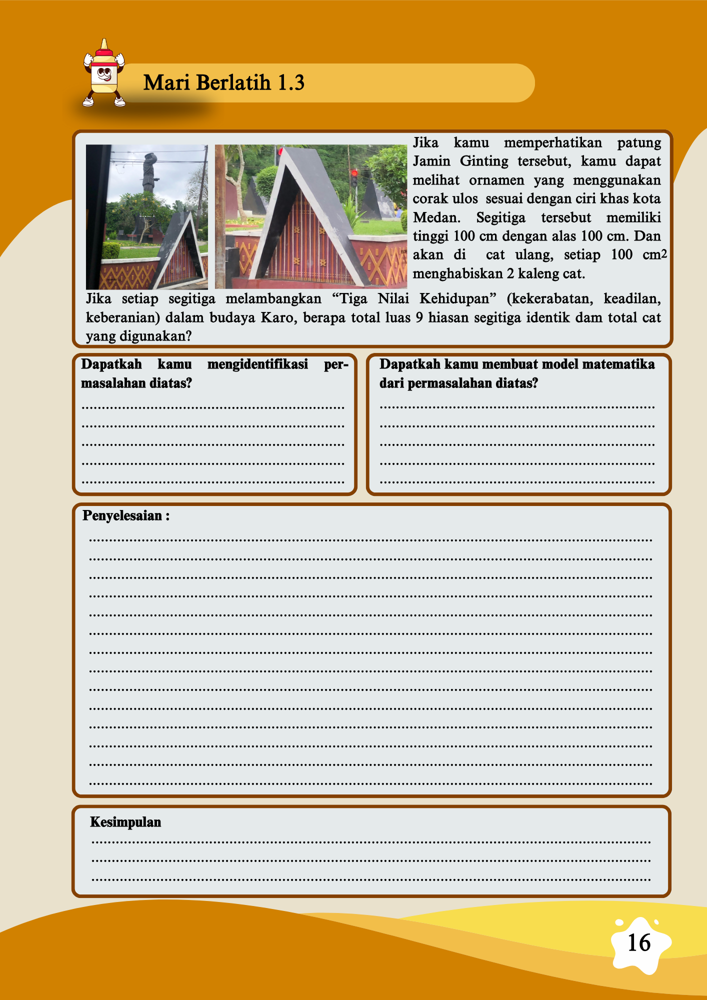 Mari Berlatih 1.3
Jika kamu memperhatikan patung
Jamin Ginting tersebut, kamu dapat
melihat ornamen yang menggunakan
corak ulos sesuai dengan ciri khas kota
Medan. Segitiga tersebut memiliki
tinggi 100 cm dengan alas 100 cm. Dan
akan di cat ulang, setiap 100 cm2
menghabiskan 2 kaleng cat.
Jika setiap segitiga melambangkan “Tiga Nilai Kehidupan” (kekerabatan, keadilan,
keberanian) dalam budaya Karo, berapa total luas 9 hiasan segitiga identik dam total cat
yang digunakan?
Dapatkah kamu mengidentifikasi per-
masalahan diatas?
Dapatkah kamu membuat model matematika
dari permasalahan diatas?
Penyelesaian :
Kesimpulan
16